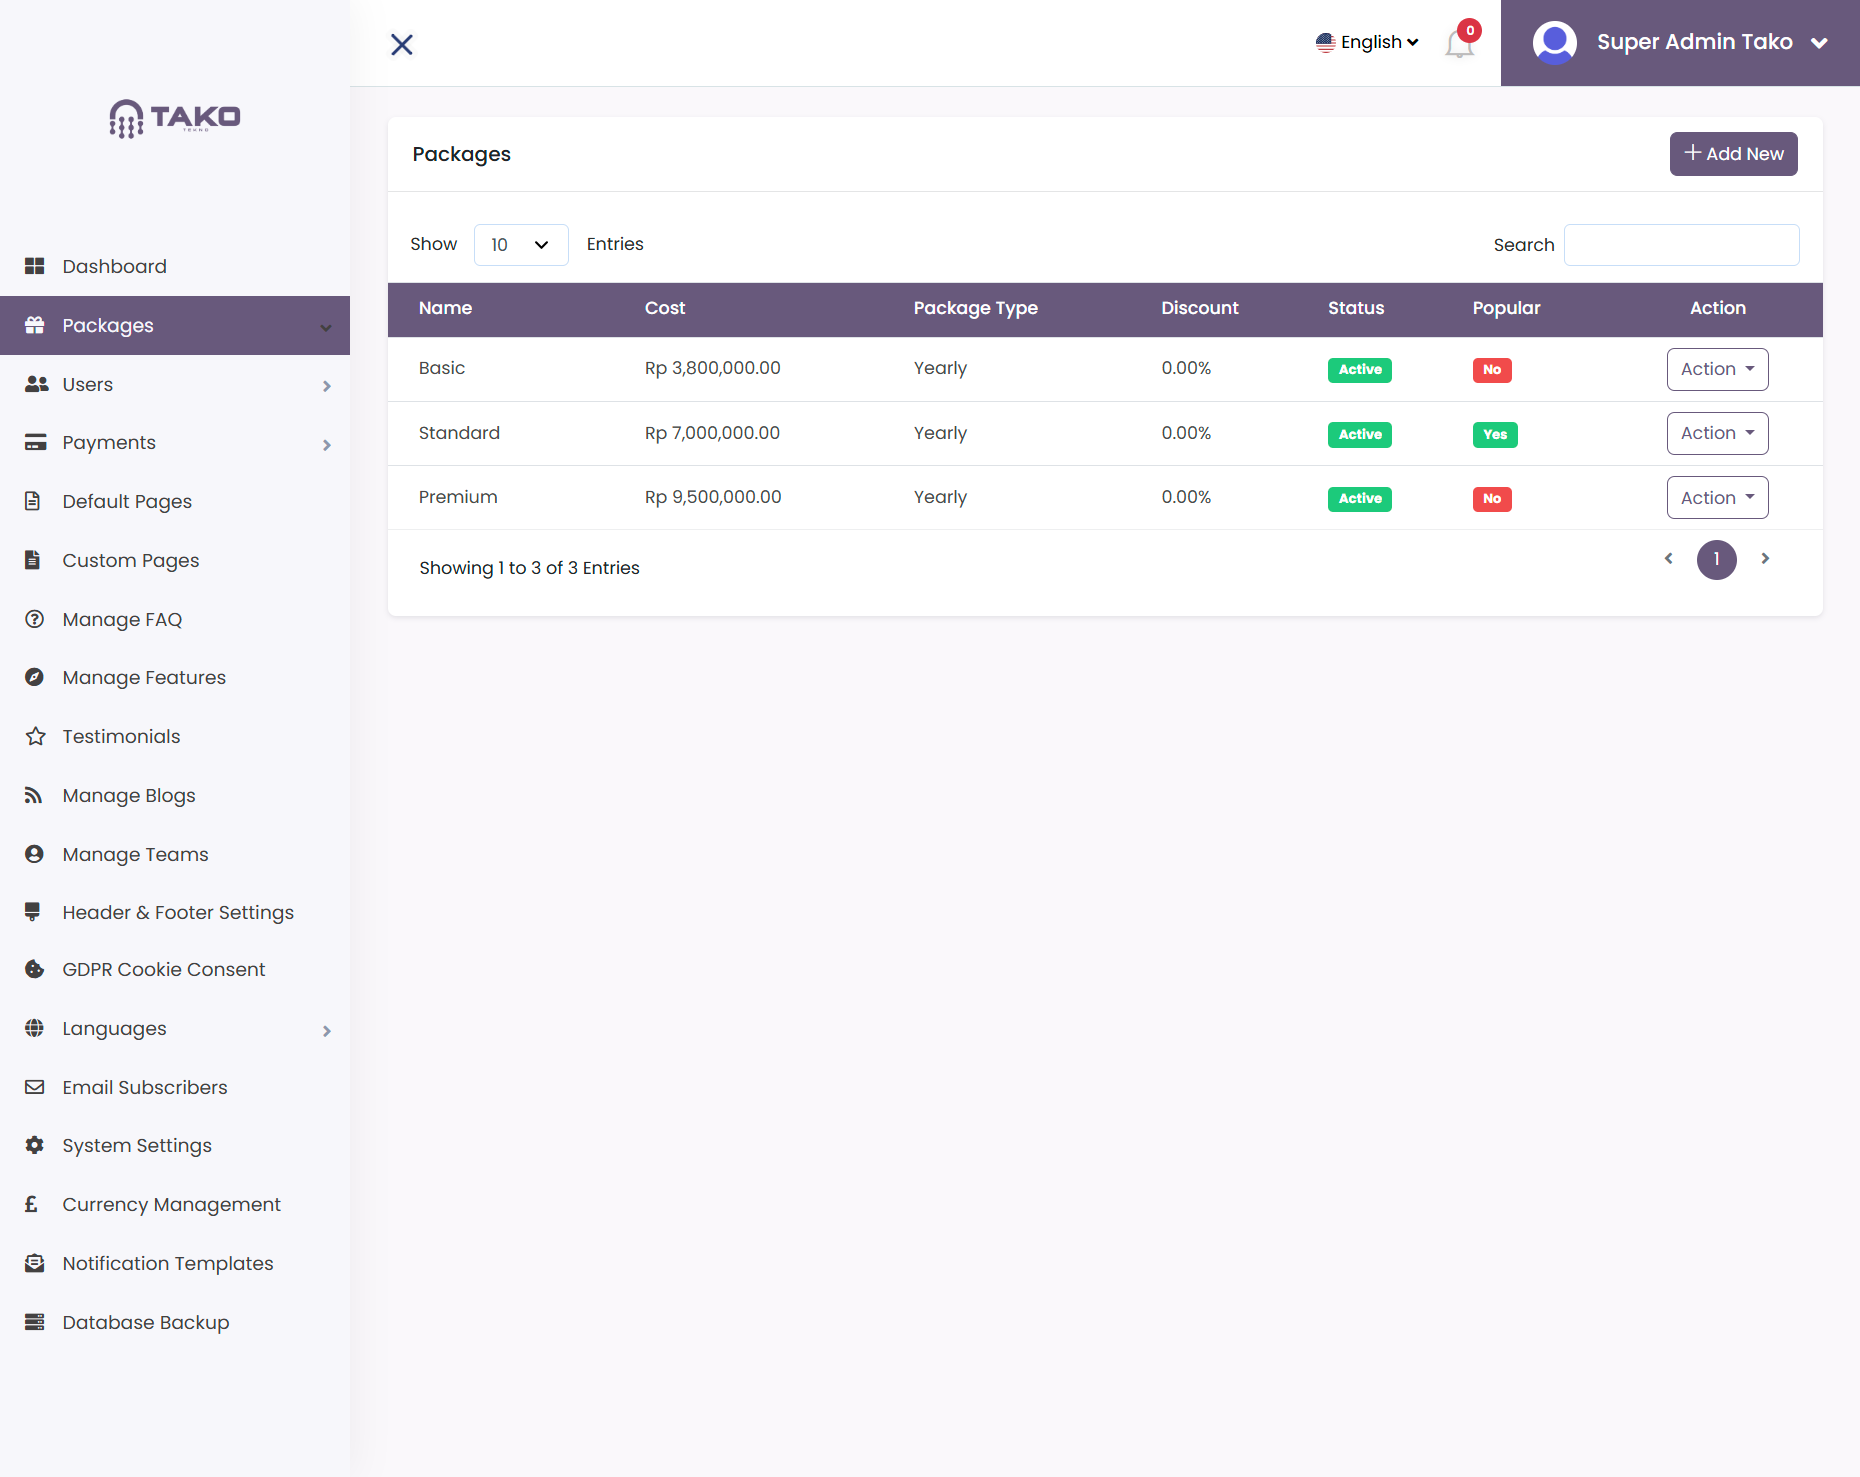 TAKO
TEKNO
English
0
Super Admin Tako
Dashboard
Packages
Users
Payments
Default Pages
Custom Pages
Manage FAQ
Manage Features
Testimonials
Manage Blogs
Manage Teams
Header & Footer Settings
GDPR Cookie Consent
Languages
Email Subscribers
System Settings
Currency Management
Notification Templates
Database Backup
Packages
Add New
Show 10 Entries
Search
Name Cost Package Type Discount Status Popular Action
Basic Rp 3,800,000.00 Yearly 0.00% Active No Action
Standard Rp 7,000,000.00 Yearly 0.00% Active Yes Action
Premium Rp 9,500,000.00 Yearly 0.00% Active No Action
Showing 1 to 3 of 3 Entries
1